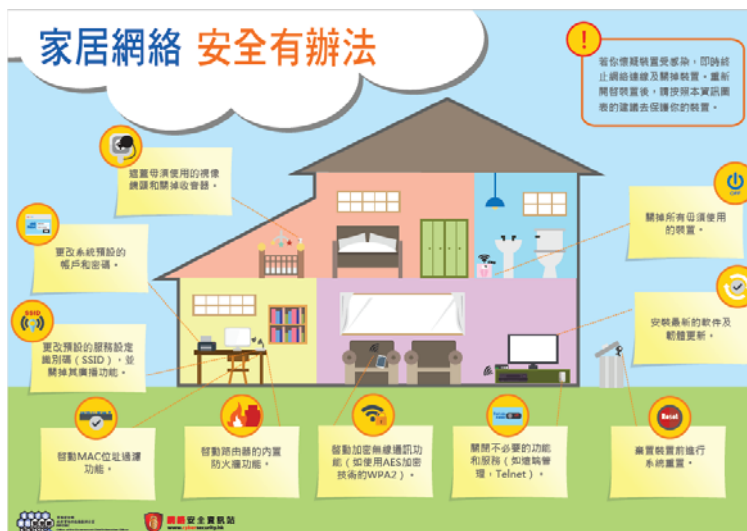 家居網絡 安全有辦法
若你懷疑裝置受感染，即時終
止網絡連線及關掉裝置。重新
開啓裝置後，請按照本資訊圖
表的建議去保護你的裝置。
遮蓋毋須使用的視像
鏡頭和關掉收音器。
OFF
關掉所有毋須使用
的裝置。
更改系統預設的
帳戶和密碼。
安裝最新的軟件及
韌體更新。
SSID
更改預設的服務設定
識別碼（SSID），並
關掉其廣播功能。
啓動MAC位址過濾
功能。
啓動路由器的內置
防火牆功能。
啓動加密無線通訊功
能（如使用AES加密
技術的WPA2）。
關閉不必要的功能
和服務（如遠端管
理，Telnet）。
Reset
棄置裝置前進行
系統重置。
網絡安全資訊站
www.cybersecurity.hk